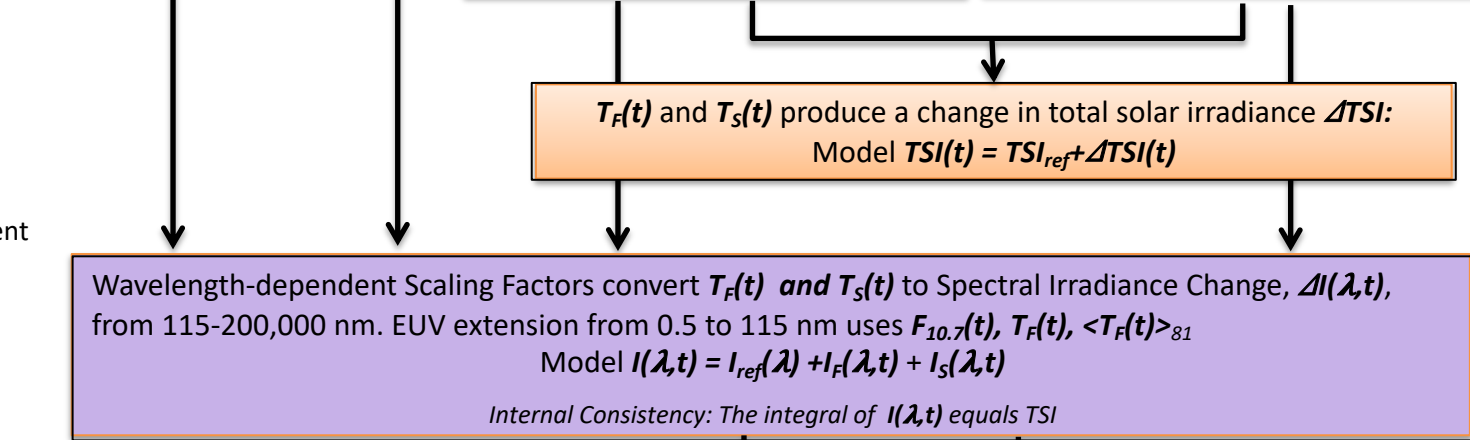 T_F(t) and T_S(t) produce a change in total solar irradiance ΔTSI:
Model TSI(t) = TSI_ref+ΔTSI(t)
Wavelength-dependent Scaling Factors convert T_F(t) and T_S(t) to Spectral Irradiance Change, ΔI(λ,t),
from 115-200,000 nm. EUV extension from 0.5 to 115 nm uses F_10.7(t), T_F(t), <T_F(t)>_81
Model I(λ,t) = I_ref(λ) +I_F(λ,t) + I_S(λ,t)
Internal Consistency: The integral of I(λ,t) equals TSI